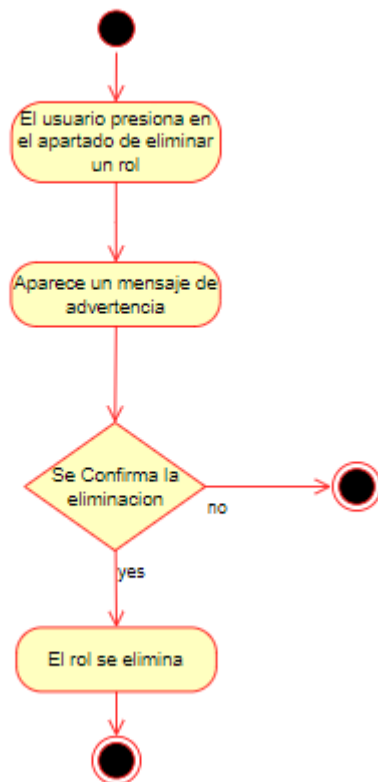 El usuario presiona en
el apartado de eliminar
un rol
Aparece un mensaje de
advertencia
Se Confirma la
eliminacion
no
yes
El rol se elimina